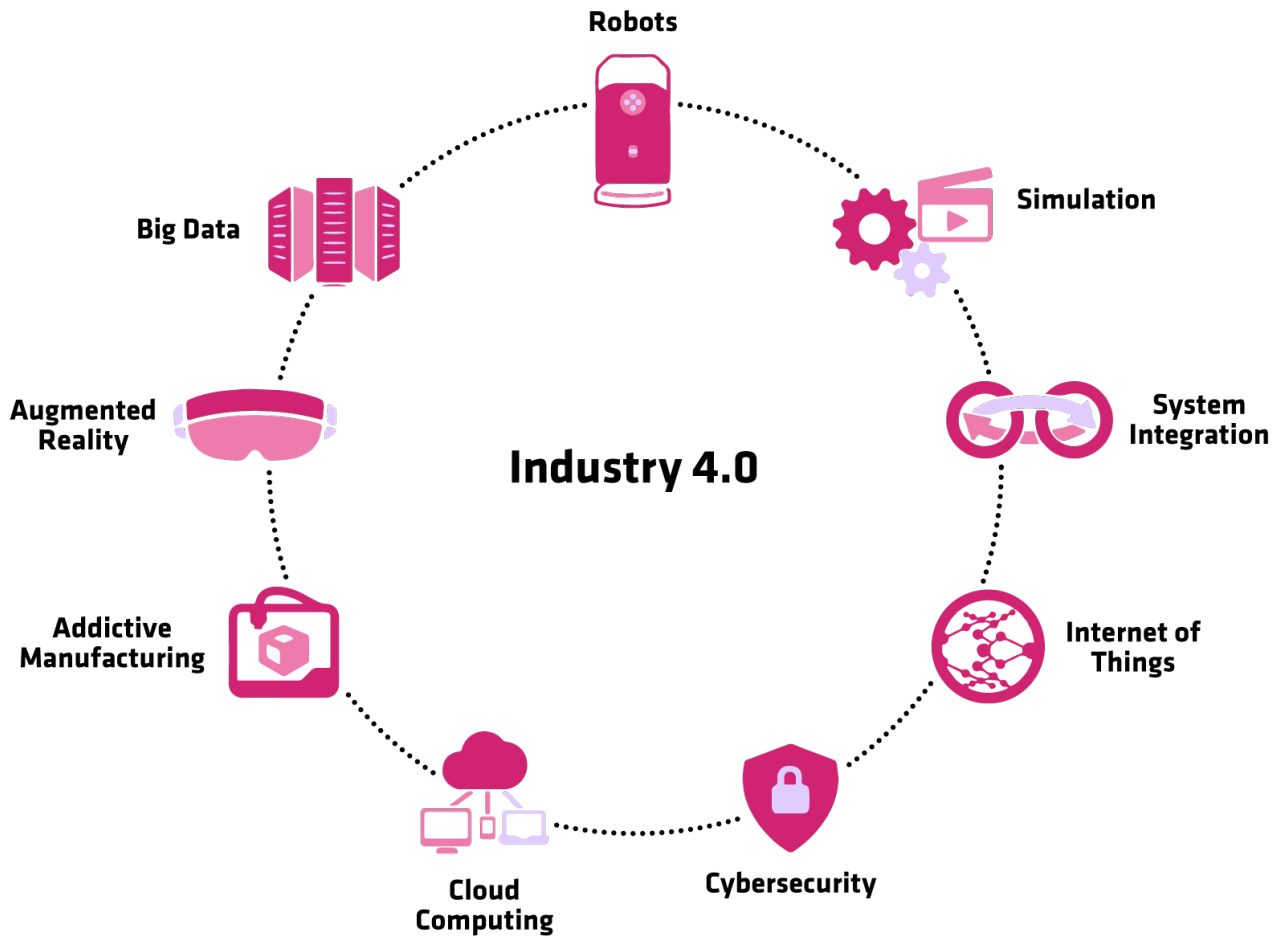 Robots
Simulation
Big Data
System
Integration
Augmented
Reality
Industry 4.0
Internet of
Things
Addictive
Manufacturing
Cybersecurity
Cloud
Computing